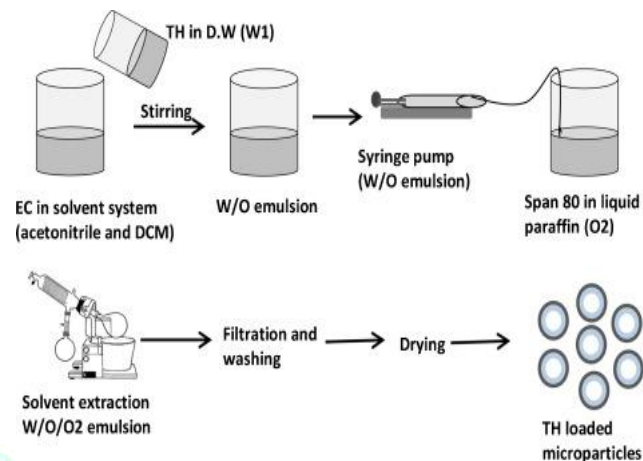 TH in D.W (W1)
Stirring
EC in solvent system
(acetonitrile and DCM)
W/O emulsion
Syringe pump
(W/O emulsion)
Span 80 in liquid
paraffin (O2)
Solvent extraction
W/O/O2 emulsion
Filtration and
washing
Drying
TH loaded
microparticles